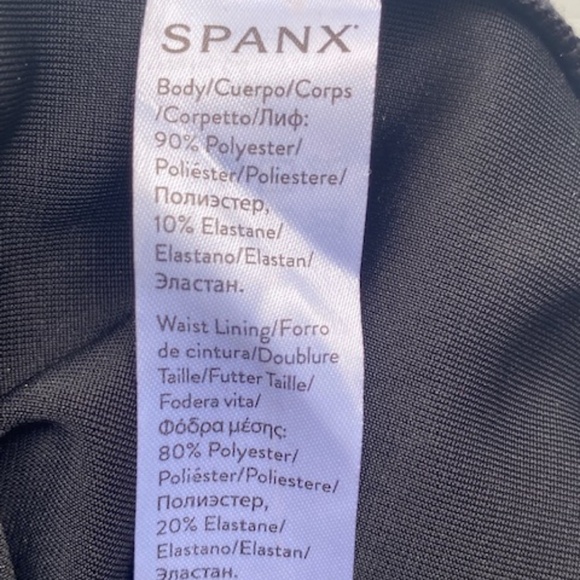 SPANX
Body/Cuerpo/Corps
/Corpetto/Лиф:
90% Polyester/
Poliéster/Poliestere/
Полиэстер,
10% Elastane/
Elastano/Elastan/
Эластан.
Waist Lining/Forro
de cintura/Doublure
Taille/Futter Taille/
Fodera vita/
Φόδρα μέσης:
80% Polyester/
Poliéster/Poliestere/
Полиэстер,
20% Elastane/
Elastano/Elastan/
Эластан.